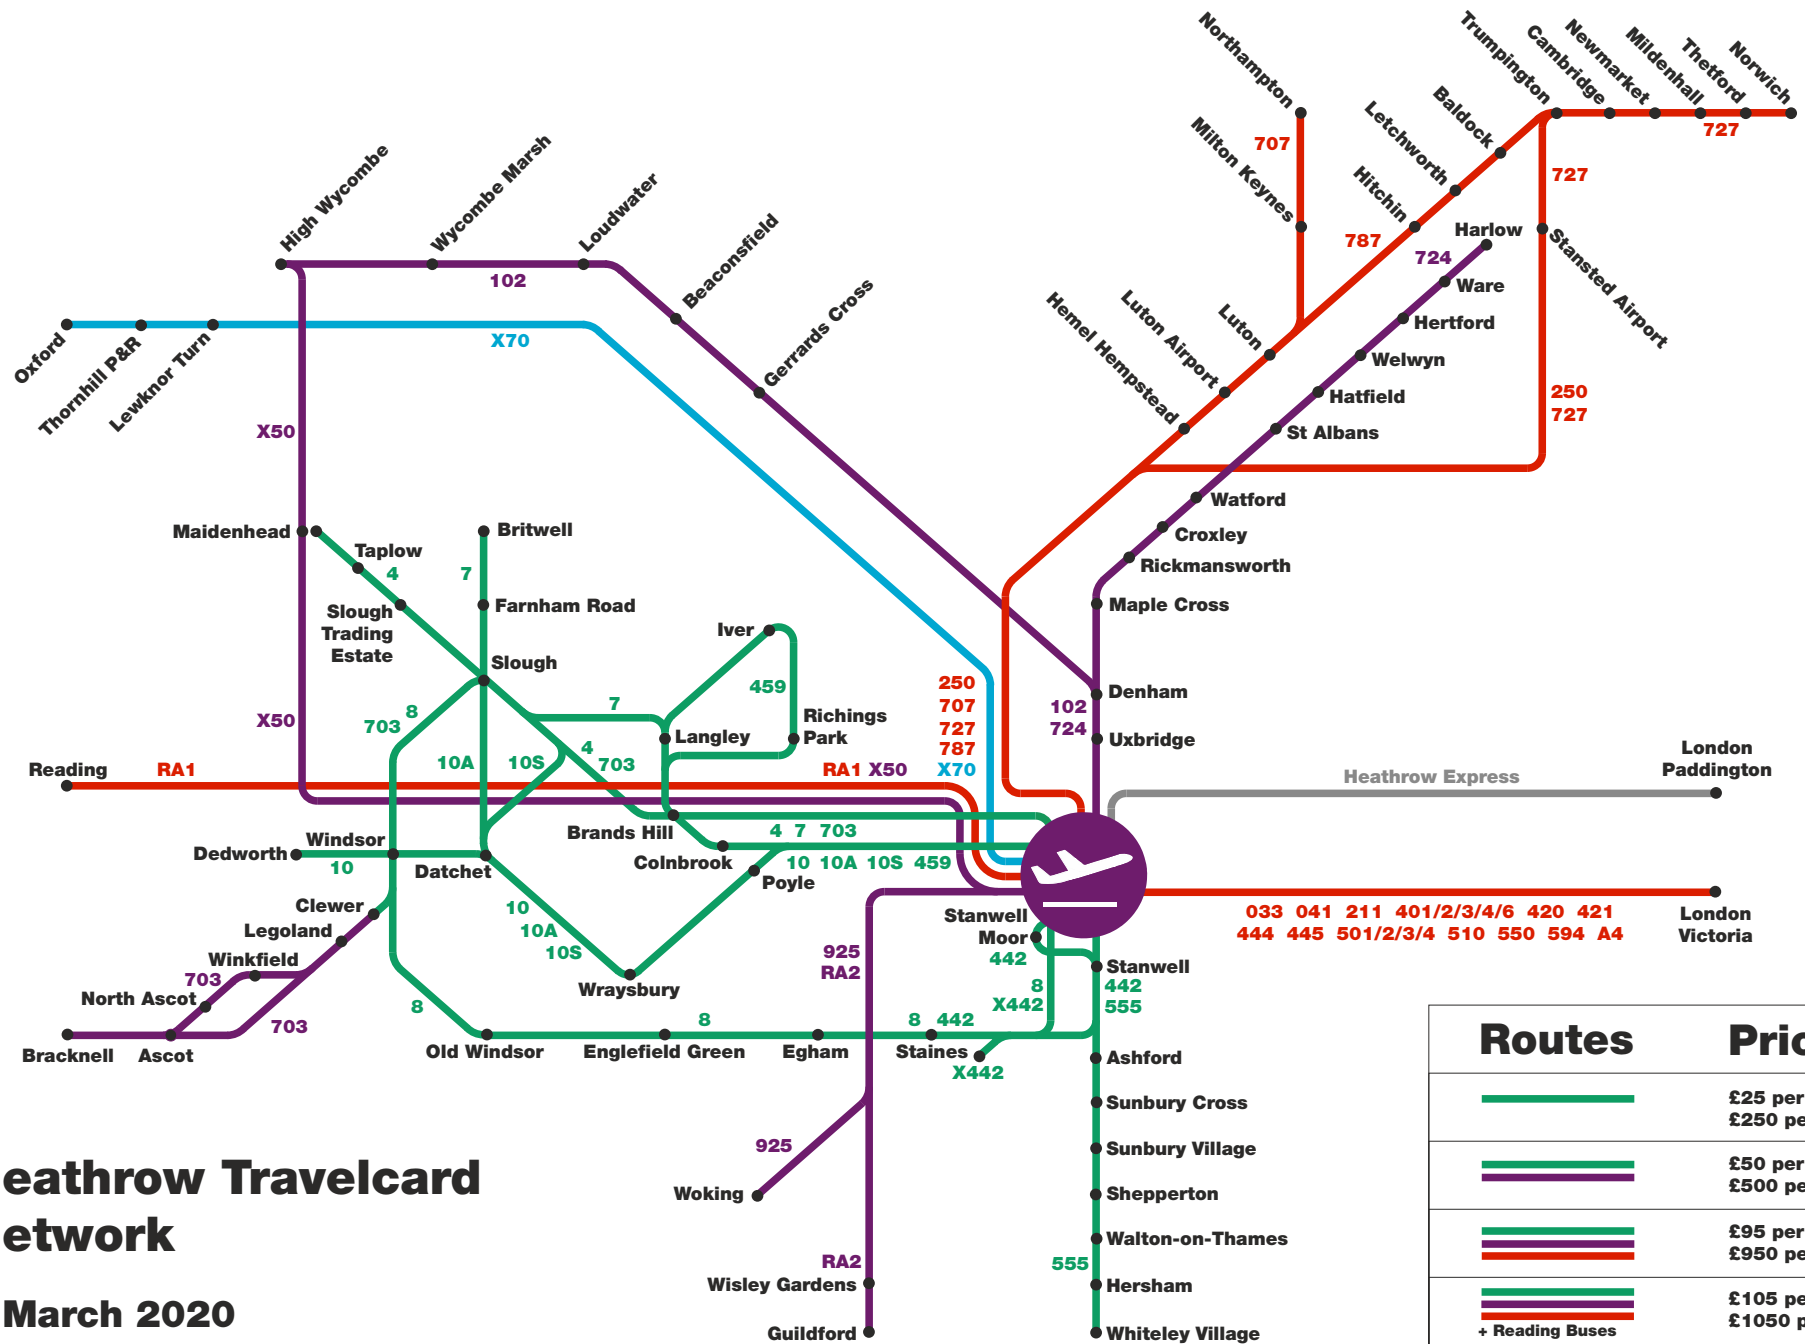 Northampton
Trumpington
Cambridge
Newmarket
Mildenhall
Thetford
Norwich
727
707
Milton Keynes
Baldock
Letchworth
Hitchin
787
727
Harlow
724
Stansted Airport
Ware
Hertford
Welwyn
Hatfield
St Albans
250
727
Luton
Luton Airport
Hemel Hempstead
Watford
Croxley
Rickmansworth
Maple Cross
High Wycombe
Wycombe Marsh
Loudwater
Beaconsfield
Gerrards Cross
102
Oxford
Thornhill P&R
Lewknor Turn
X70
X50
Maidenhead
Taplow
4
Slough
Trading
Estate
Britwell
7
Farnham Road
Slough
Iver
459
7
Richings
Park
Langley
8
703
X50
10A
10S
4
703
250
707
727
787
X70
Denham
102
724
Uxbridge
Reading
RA1
RA1 X50
Heathrow Express
London
Paddington
Windsor
Dedworth
10
Datchet
Brands Hill
4 7 703
Colnbrook
10 10A 10S 459
Poyle
Clewer
Legoland
Winkfield
703
North Ascot
703
Bracknell
Ascot
10
10A
10S
Wraysbury
8
Old Windsor
8
Englefield Green
Egham
8 442
Staines
X442
Stanwell
Moor
442
8
X442
Stanwell
442
555
033 041 211 401/2/3/4/6 420 421
444 445 501/2/3/4 510 550 594 A4
London
Victoria
925
RA2
925
Woking
RA2
Wisley Gardens
Guildford
Ashford
Sunbury Cross
Sunbury Village
Shepperton
Walton-on-Thames
555
Hersham
Whiteley Village
eathrow Travelcard
etwork
March 2020
Routes Pric
£25 per
£250 pe
£50 per
£500 pe
£95 per
£950 pe
£105 pe
£1050 p
+ Reading Buses